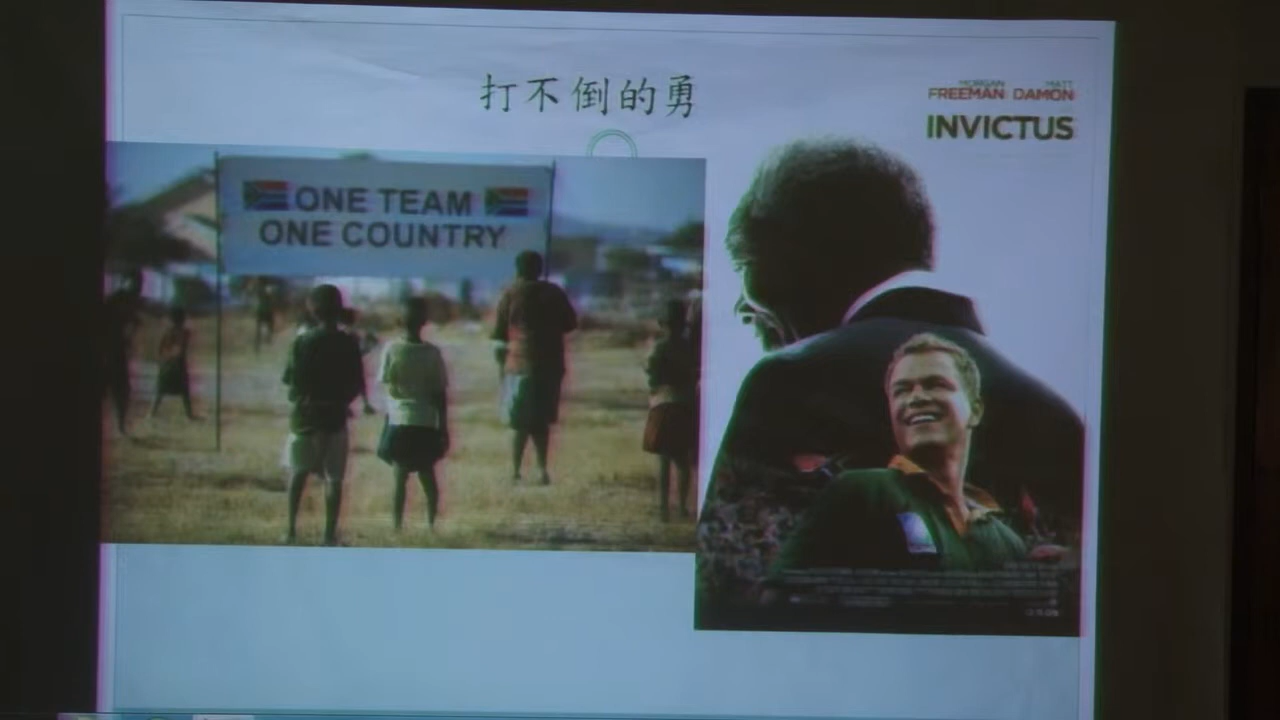 打不倒的勇
MORGAN MATT
FREEMAN DAMON
INVICTUS
ONE TEAM
ONE COUNTRY